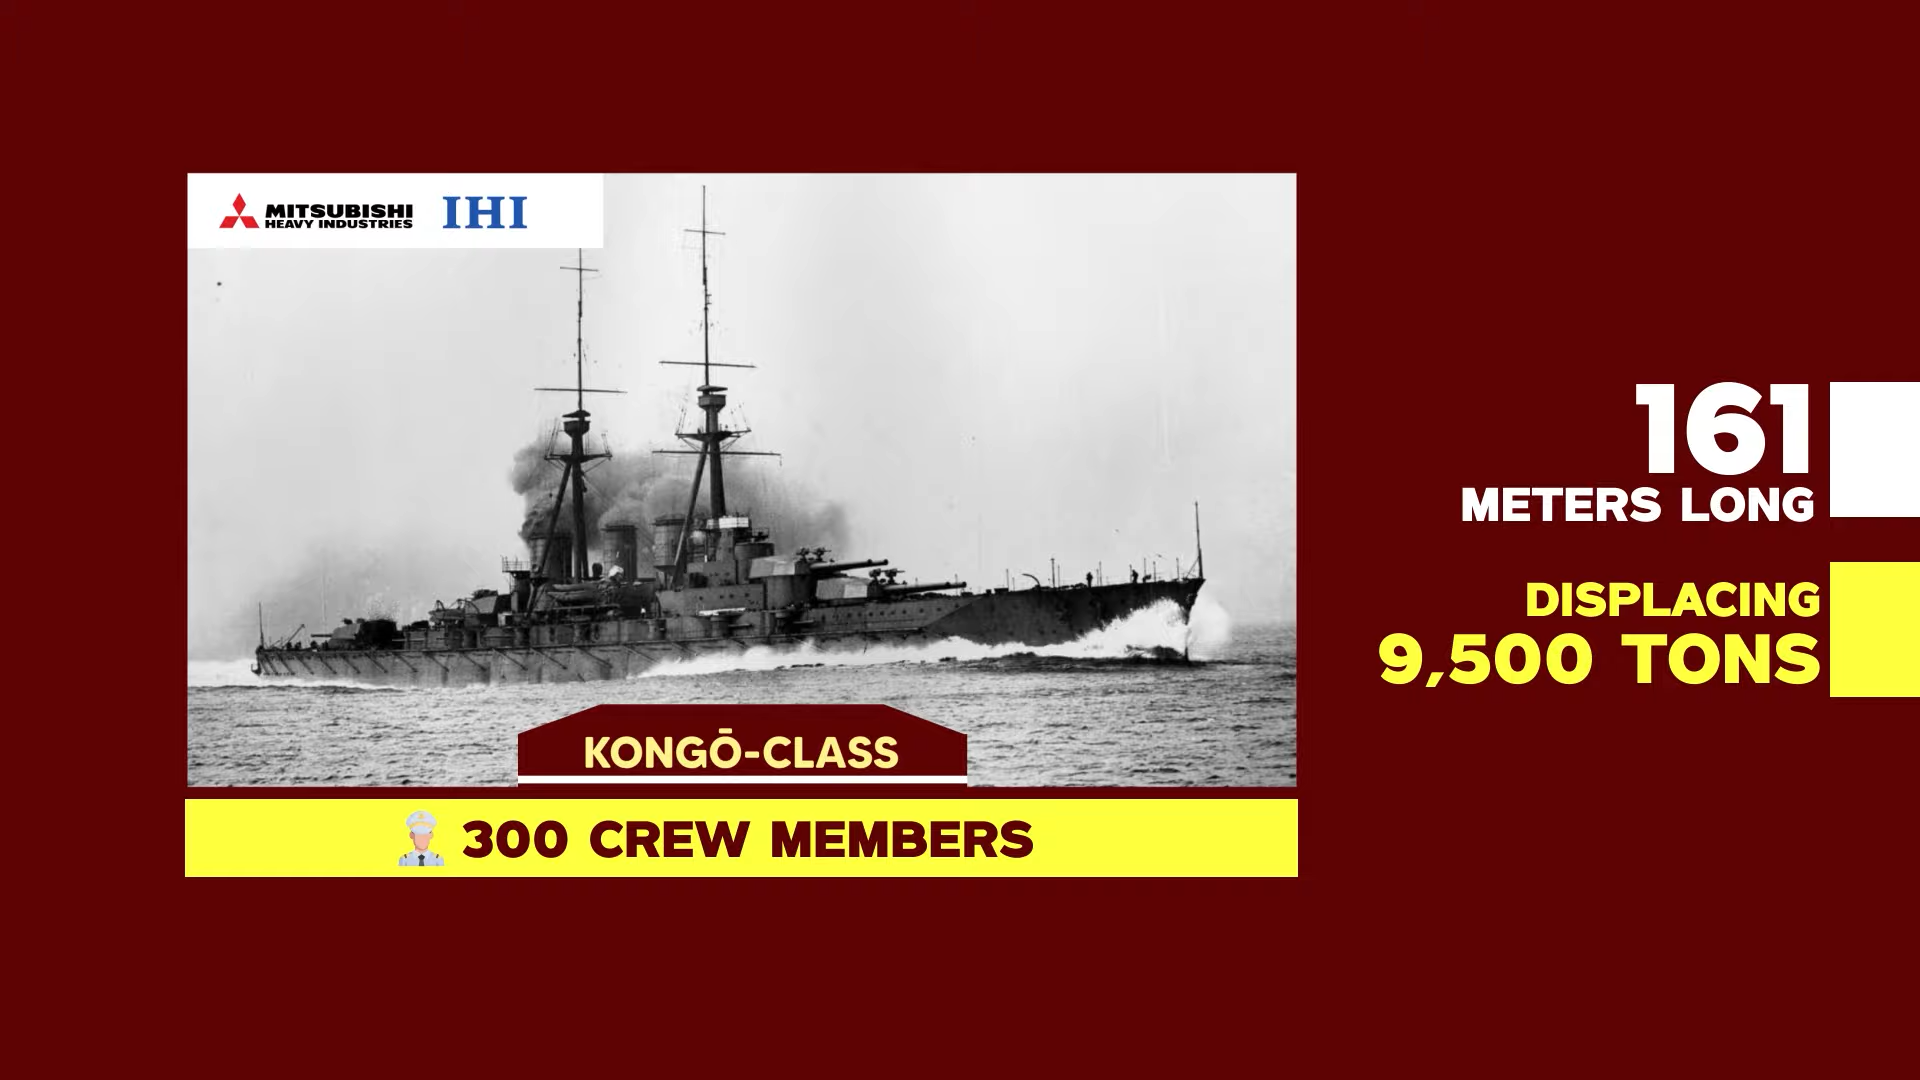 MITSUBISHI
HEAVY INDUSTRIES
IHI
161
METERS LONG
DISPLACING
9,500 TONS
KONGŌ-CLASS
300 CREW MEMBERS